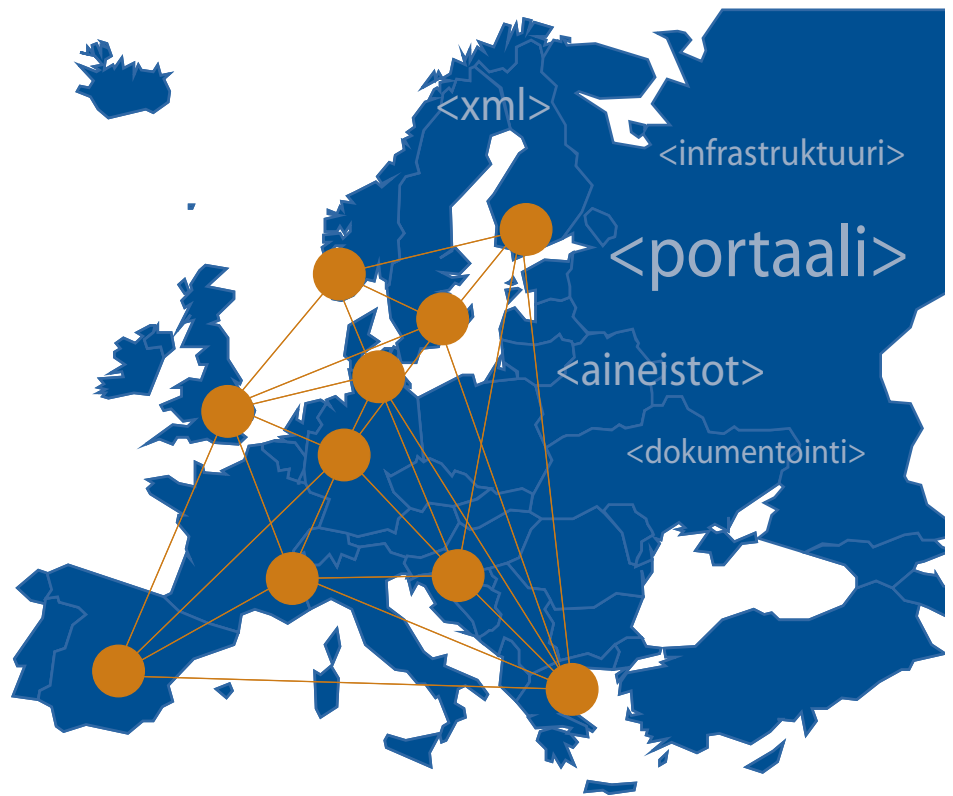 <xml>
<infrastruktuuri>
<portaali>
<aineistot>
<dokumentointi>